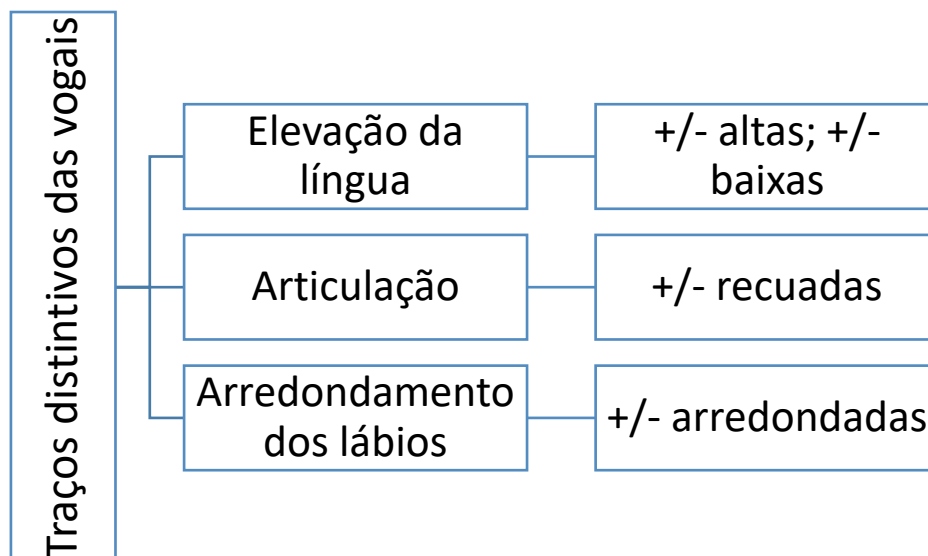 Traços distintivos das vogais
Elevação da
língua
+/- altas; +/-
baixas
Articulação
+/- recuadas
Arredondamento
dos lábios
+/- arredondadas